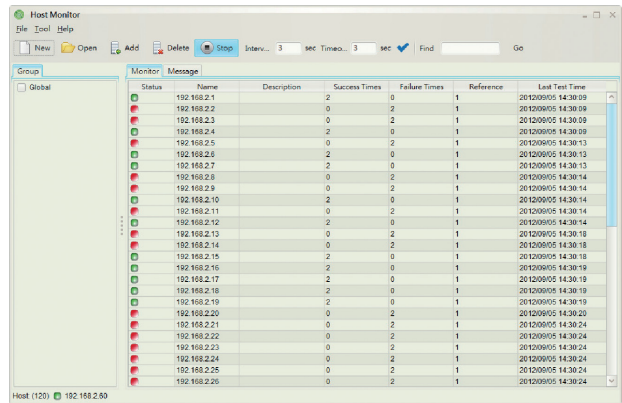 Host Monitor
File Tool Help
New Open Add Delete Stop Interv... 3 sec Timeo... 3 sec Find Go
Group
Monitor Message
Global
Status Name Description Success Times Failure Times Reference Last Test Time
192.168.2.1 2 0 1 2012/09/05 14:30:09
192.168.2.2 0 2 1 2012/09/05 14:30:09
192.168.2.3 0 2 1 2012/09/05 14:30:09
192.168.2.4 2 0 1 2012/09/05 14:30:09
192.168.2.5 0 2 1 2012/09/05 14:30:13
192.168.2.6 2 0 1 2012/09/05 14:30:13
192.168.2.7 2 0 1 2012/09/05 14:30:13
192.168.2.8 0 2 1 2012/09/05 14:30:14
192.168.2.9 0 2 1 2012/09/05 14:30:14
192.168.2.10 2 0 1 2012/09/05 14:30:14
192.168.2.11 0 2 1 2012/09/05 14:30:14
192.168.2.12 2 0 1 2012/09/05 14:30:14
192.168.2.13 0 2 1 2012/09/05 14:30:18
192.168.2.14 0 2 1 2012/09/05 14:30:18
192.168.2.15 2 0 1 2012/09/05 14:30:18
192.168.2.16 2 0 1 2012/09/05 14:30:19
192.168.2.17 2 0 1 2012/09/05 14:30:19
192.168.2.18 2 0 1 2012/09/05 14:30:19
192.168.2.19 2 0 1 2012/09/05 14:30:19
192.168.2.20 0 2 1 2012/09/05 14:30:20
192.168.2.21 0 2 1 2012/09/05 14:30:24
192.168.2.22 0 2 1 2012/09/05 14:30:24
192.168.2.23 0 2 1 2012/09/05 14:30:24
192.168.2.24 0 2 1 2012/09/05 14:30:24
192.168.2.25 0 2 1 2012/09/05 14:30:24
192.168.2.26 0 2 1 2012/09/05 14:30:24
Host (120) 192.168.2.60